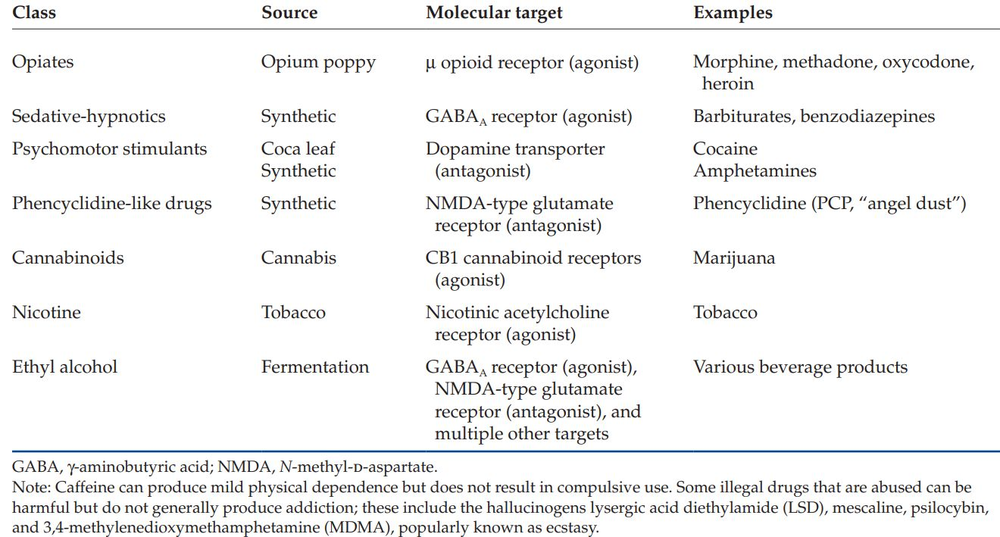 Class Source Molecular target Examples
Opiates Opium poppy μ opioid receptor (agonist) Morphine, methadone, oxycodone,
heroin
Sedative-hypnotics Synthetic GABAA receptor (agonist) Barbiturates, benzodiazepines
Psychomotor stimulants Coca leaf Dopamine transporter Cocaine
Synthetic (antagonist) Amphetamines
Phencyclidine-like drugs Synthetic NMDA-type glutamate Phencyclidine (PCP, “angel dust”)
receptor (antagonist)
Cannabinoids Cannabis CB1 cannabinoid receptors Marijuana
(agonist)
Nicotine Tobacco Nicotinic acetylcholine Tobacco
receptor (agonist)
Ethyl alcohol Fermentation GABAA receptor (agonist), Various beverage products
NMDA-type glutamate
receptor (antagonist), and
multiple other targets
GABA, γ-aminobutyric acid; NMDA, N-methyl-D-aspartate.
Note: Caffeine can produce mild physical dependence but does not result in compulsive use. Some illegal drugs that are abused can be
harmful but do not generally produce addiction; these include the hallucinogens lysergic acid diethylamide (LSD), mescaline, psilocybin,
and 3,4-methylenedioxymethamphetamine (MDMA), popularly known as ecstasy.